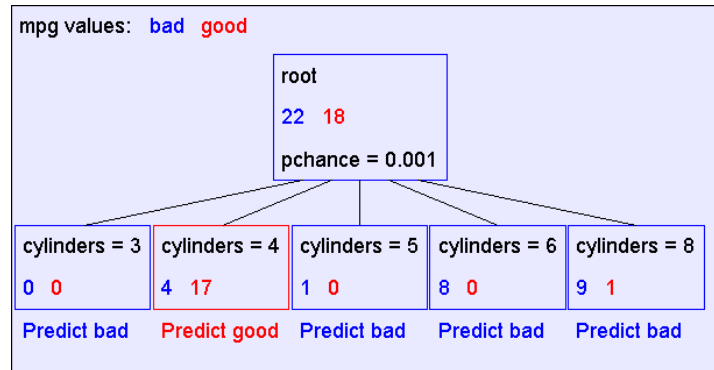 mpg values: bad good
root
22 18
pchance = 0.001
cylinders = 3 cylinders = 4 cylinders = 5 cylinders = 6 cylinders = 8
0 0 4 17 1 0 8 0 9 1
Predict bad Predict good Predict bad Predict bad Predict bad